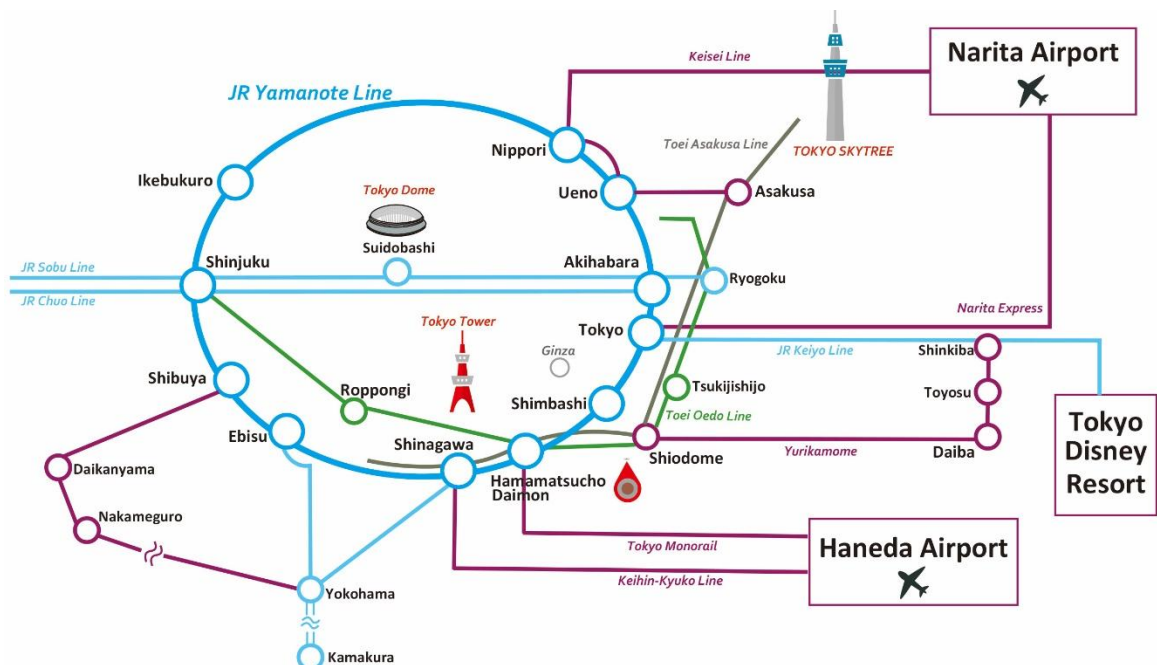 Keisei Line
Narita Airport
JR Yamanote Line
Nippori
Toei Asakusa Line
TOKYO SKYTREE
Ikebukuro
Tokyo Dome
Ueno
Asakusa
Suidobashi
Shinjuku
Akihabara
JR Sobu Line
Ryogoku
JR Chuo Line
Narita Express
Tokyo Tower
Tokyo
JR Keiyo Line
Shinkiba
Ginza
Shibuya
Roppongi
Tsukijishijo
Toyosu
Shimbashi
Toei Oedo Line
Tokyo
Disney
Resort
Ebisu
Shinagawa
Shiodome
Yurikamome
Daiba
Daikanyama
Hamamatsucho
Daimon
Nakameguro
Tokyo Monorail
Haneda Airport
Keihin-Kyuko Line
Yokohama
Kamakura